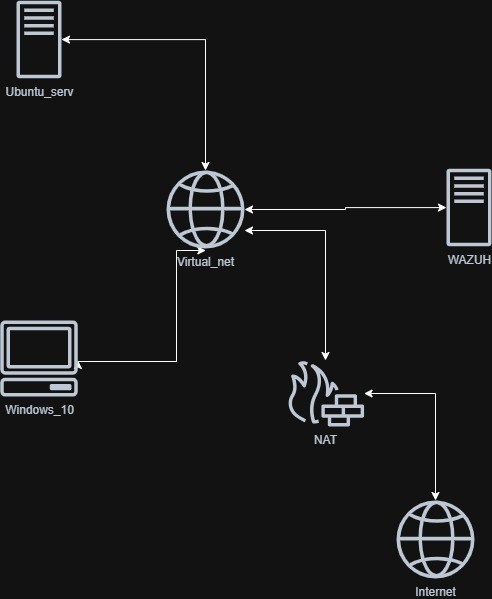 Ubuntu_serv
Virtual_net
WAZUH
Windows_10
NAT
Internet